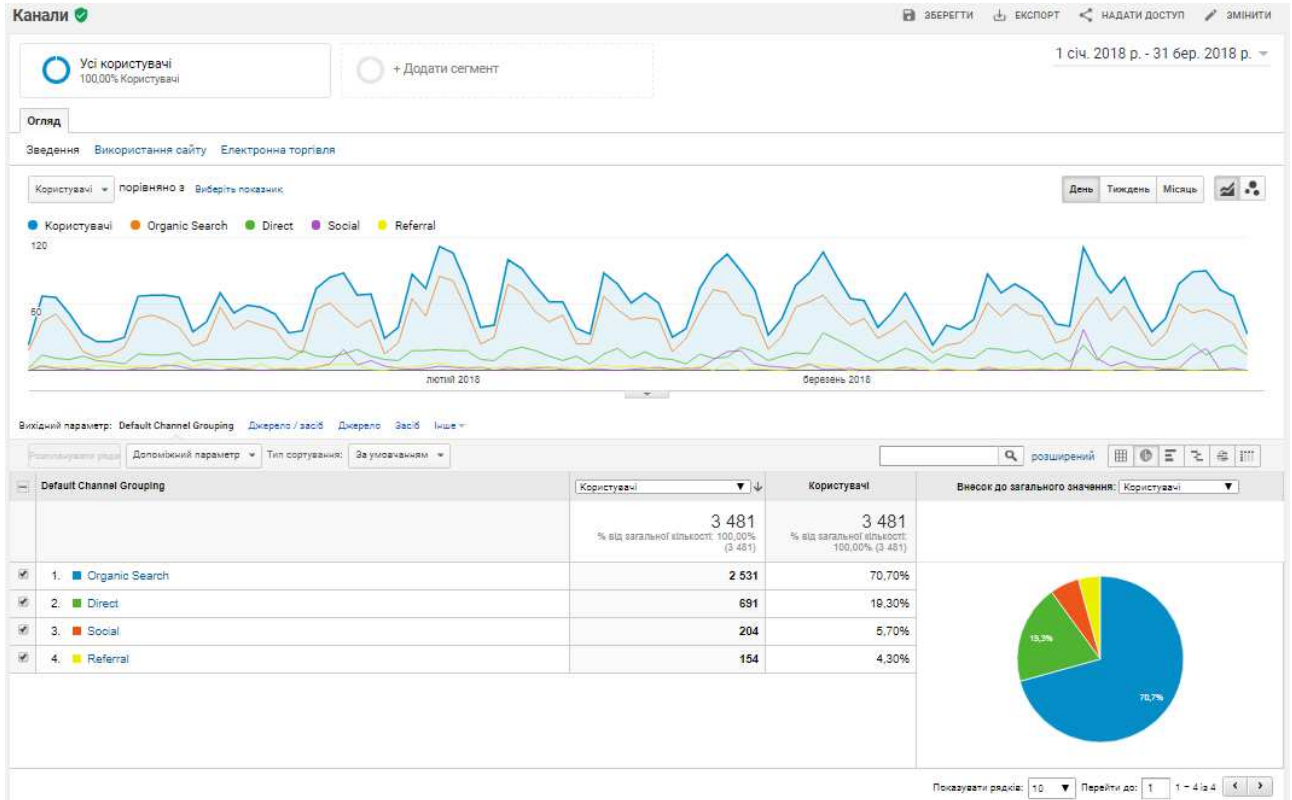 Канали
ЗБЕРЕГТИ ЕКСПОРТ НАДАТИ ДОСТУП ЗМІНИТИ
Усі користувачі
100,00% Користувачі
+ Додати сегмент
1 січ. 2018 р. - 31 бер. 2018 р.
Огляд
Зведення Використання сайту Електронна торгівля
Користувачі порівняно з Виберіть показник
День Тиждень Місяць
Користувачі Organic Search Direct Social Referral
120
60
лютий 2018 березень 2018
Вихідний параметр: Default Channel Grouping Джерело / засіб Джерело Засіб Інше
Допоміжний параметр Тип сортування: За умовчанням розширений
Default Channel Grouping Користувачі Користувачі Внесок до загального значення: Користувачі
3 481 3 481
% від загальної кількості: 100,00% (3 481) % від загальної кількості: 100,00% (3 481)
1. Organic Search 2 531 70,70%
2. Direct 691 19,30%
3. Social 204 5,70%
4. Referral 154 4,30%
19,3%
70,7%
Показувати рядків: 10 Перейти до: 1 1 – 4 із 4